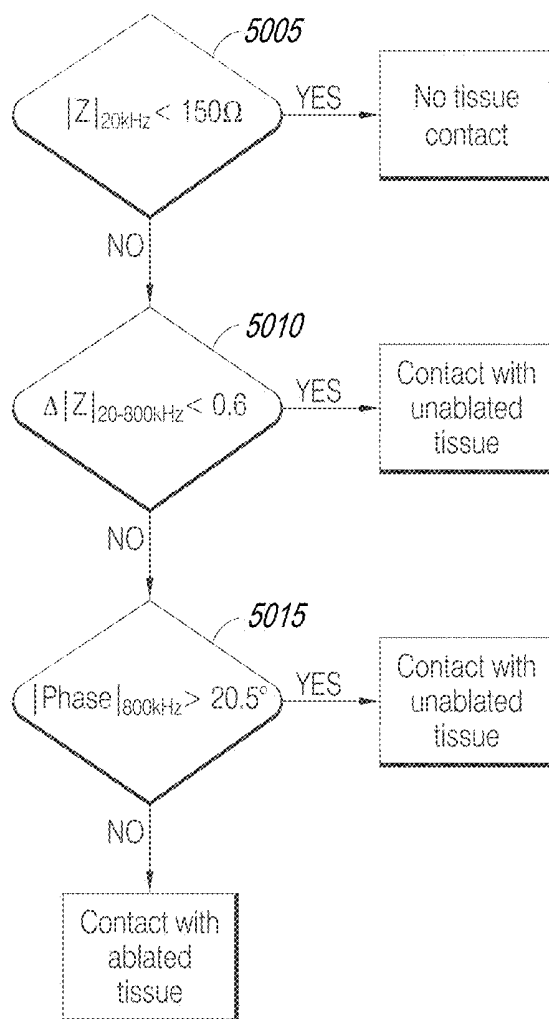 5005
|Z|20kHz < 150Ω
YES
No tissue
contact
NO
5010
Δ|Z|20-800kHz < 0.6
YES
Contact with
unablated
tissue
NO
5015
|Phase|800kHz > 20.5°
YES
Contact with
unablated
tissue
NO
Contact with
ablated
tissue